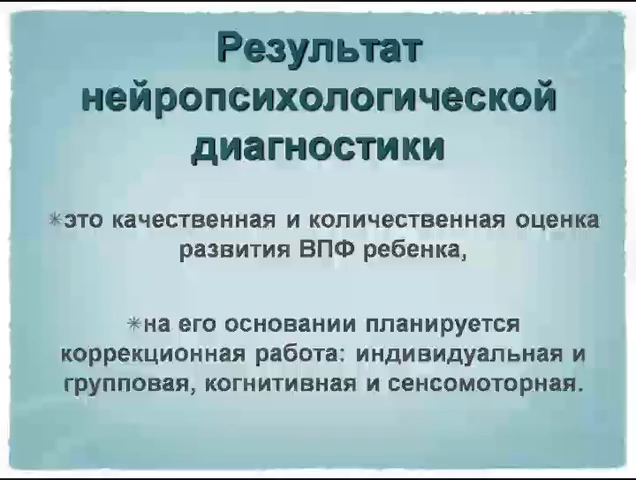 Результат
нейропсихологической
диагностики
✴это качественная и количественная оценка
развития ВПФ ребенка,
✴на его основании планируется
коррекционная работа: индивидуальная и
групповая, когнитивная и сенсомоторная.